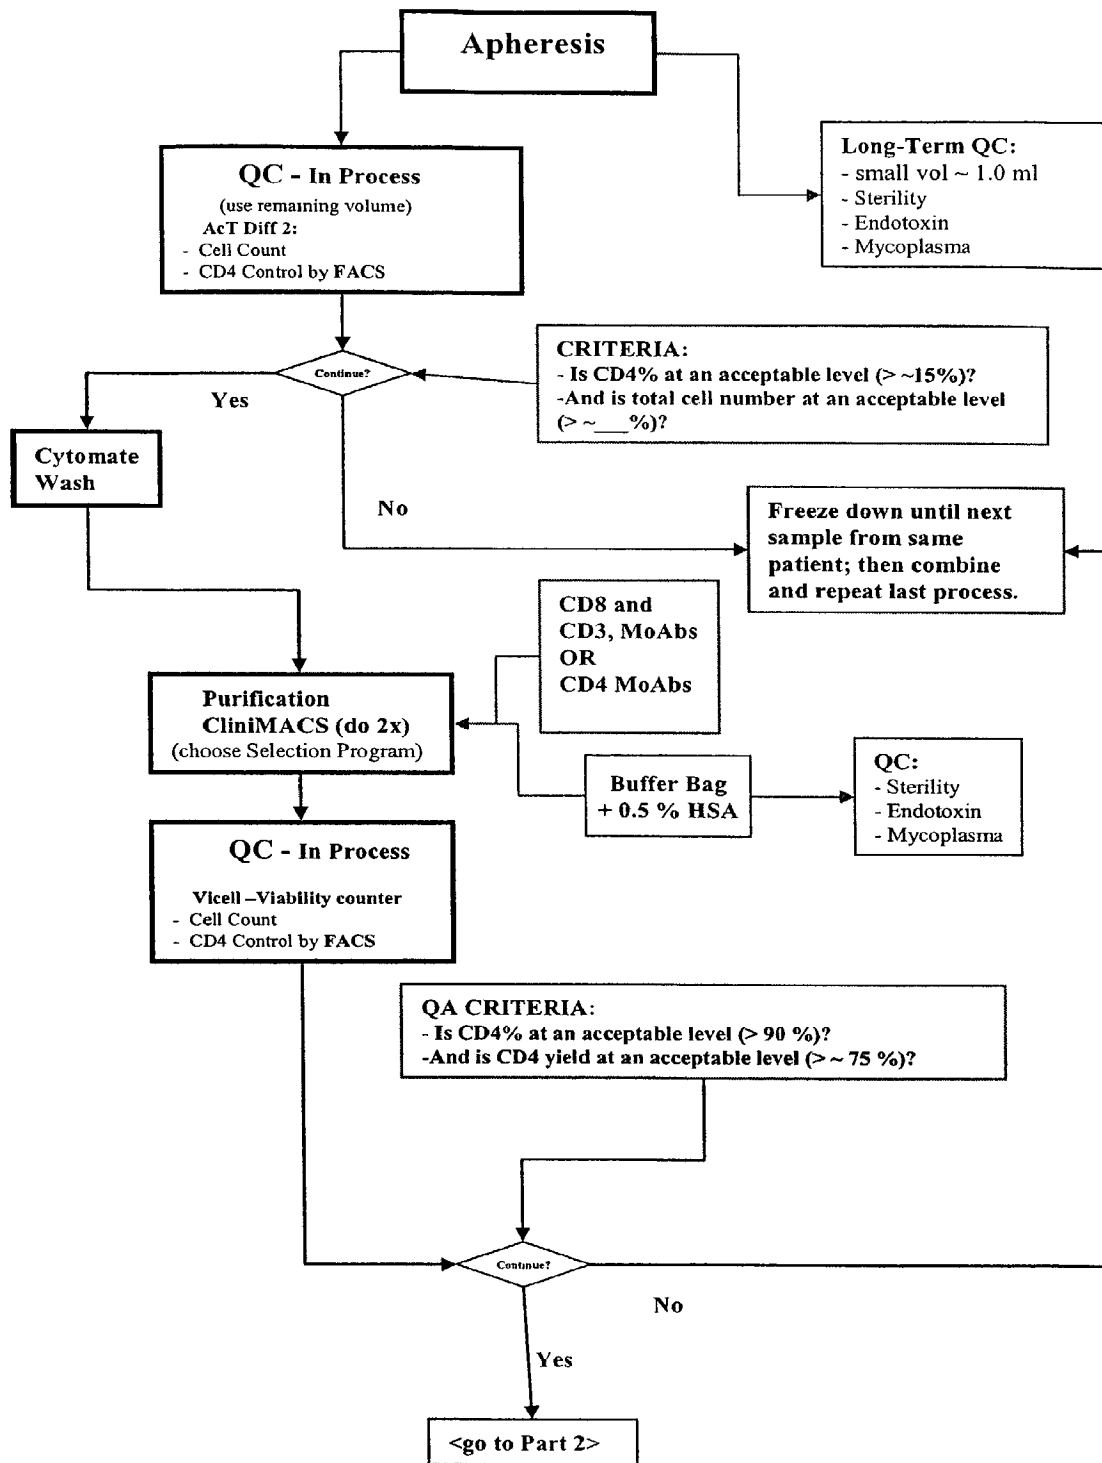 Apheresis
QC - In Process
(use remaining volume)
AcT Diff 2:
- Cell Count
- CD4 Control by FACS
Long-Term QC:
- small vol ~ 1.0 ml
- Sterility
- Endotoxin
- Mycoplasma
Continue?
CRITERIA:
- Is CD4% at an acceptable level (> ~15%)?
-And is total cell number at an acceptable level
(> ~___%)?
Yes
Cytomate
Wash
No
Freeze down until next
sample from same
patient; then combine
and repeat last process.
CD8 and
CD3, MoAbs
OR
CD4 MoAbs
Purification
CliniMACS (do 2x)
(choose Selection Program)
Buffer Bag
+ 0.5 % HSA
QC:
- Sterility
- Endotoxin
- Mycoplasma
QC - In Process
Vicell –Viability counter
- Cell Count
- CD4 Control by FACS
QA CRITERIA:
- Is CD4% at an acceptable level (> 90 %)?
-And is CD4 yield at an acceptable level (> ~ 75 %)?
Continue?
No
Yes
<go to Part 2>